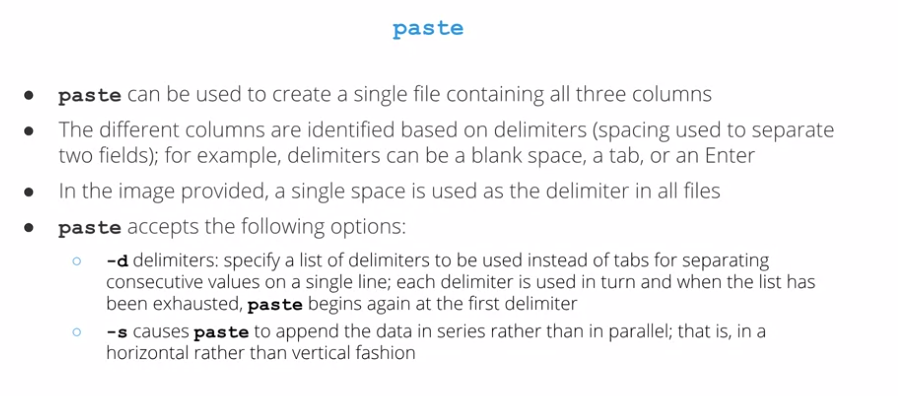 paste
● paste can be used to create a single file containing all three columns
● The different columns are identified based on delimiters (spacing used to separate
two fields); for example, delimiters can be a blank space, a tab, or an Enter
● In the image provided, a single space is used as the delimiter in all files
● paste accepts the following options:
○ -d delimiters: specify a list of delimiters to be used instead of tabs for separating
consecutive values on a single line; each delimiter is used in turn and when the list has
been exhausted, paste begins again at the first delimiter
○ -s causes paste to append the data in series rather than in parallel; that is, in a
horizontal rather than vertical fashion